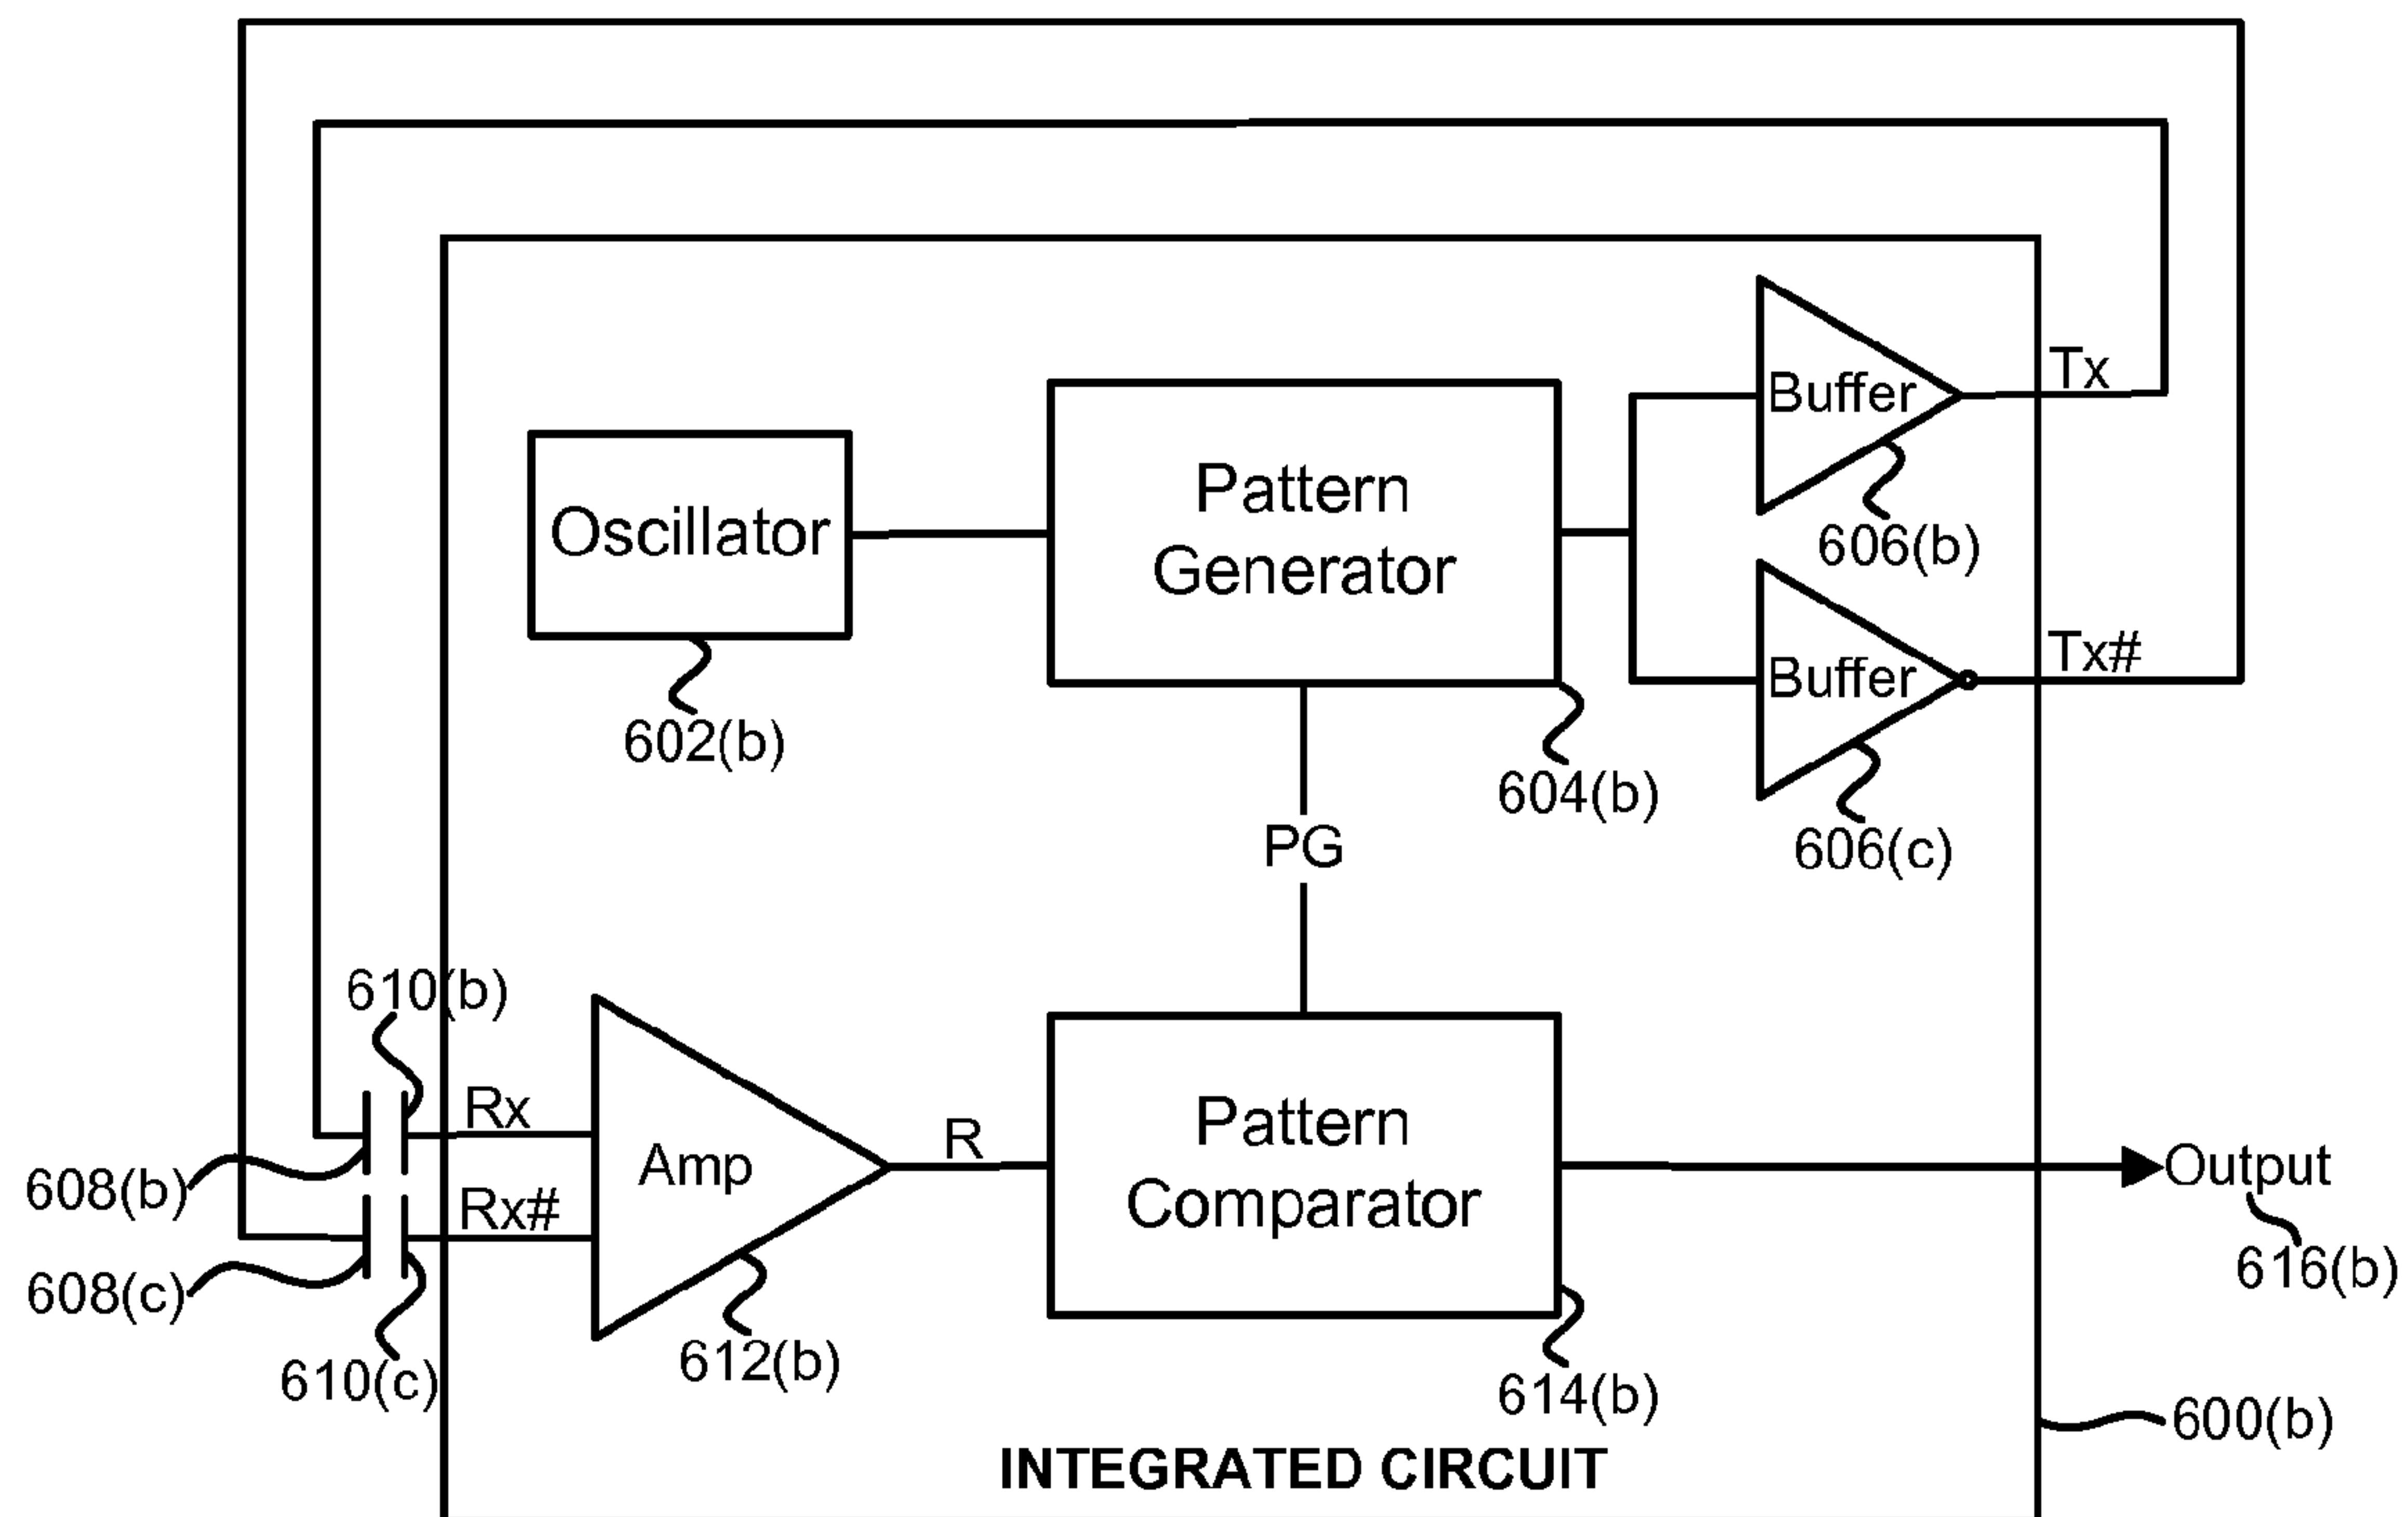 Tx
Buffer
Pattern
Generator
Oscillator
606(b)
Tx#
Buffer
602(b)
604(b)
PG
606(c)
610(b)
Rx
Pattern
Comparator
R
Amp
Output
608(b)
Rx#
616(b)
608(c)
612(b)
610(c)
614(b)
600(b)
INTEGRATED CIRCUIT